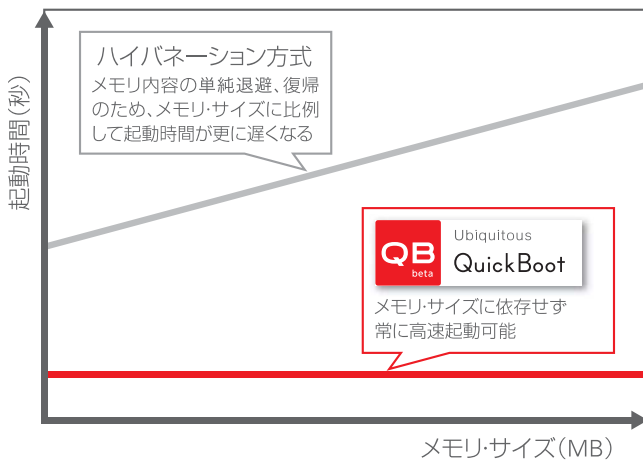 ハイバネーション方式
メモリ内容の単純退避、復帰
のため、メモリ・サイズに比例
して起動時間が更に遅くなる
起動時間(秒)
QB
beta
Ubiquitous
QuickBoot
メモリ・サイズに依存せず
常に高速起動可能
メモリ・サイズ(MB)